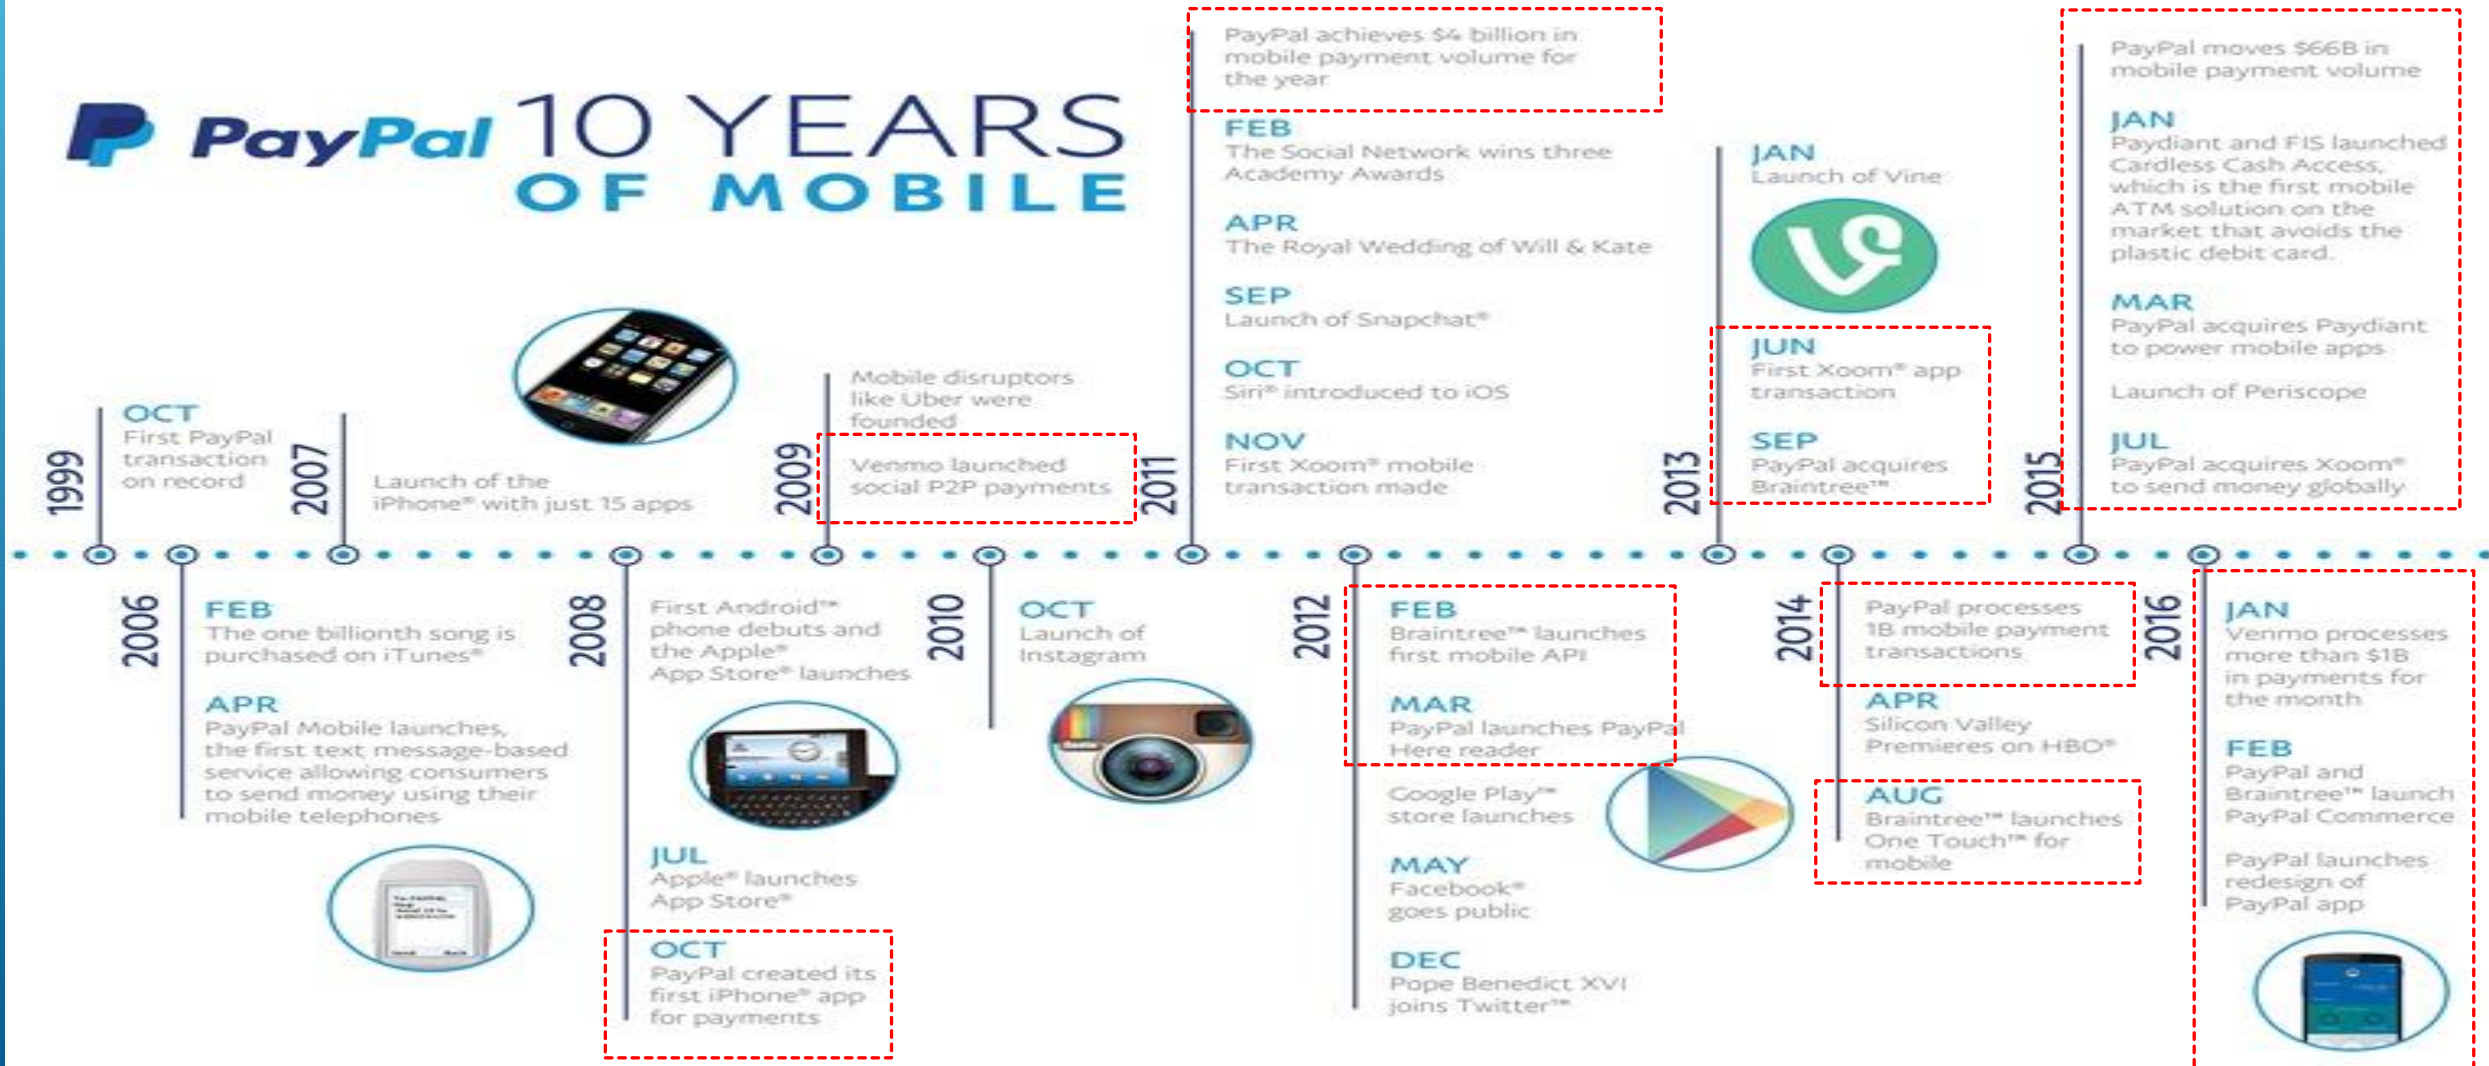 PayPal 10 YEARS
OF MOBILE
1999
OCT
First PayPal
transaction
on record
2006
FEB
The one billionth song is
purchased on iTunes®
APR
PayPal Mobile launches,
the first text message-based
service allowing consumers
to send money using their
mobile telephones
2007
Launch of the
iPhone® with just 15 apps
2008
First Android™
phone debuts and
the Apple®
App Store® launches
JUL
Apple® launches
App Store®
OCT
PayPal created its
first iPhone® app
for payments
2009
Mobile disruptors
like Uber were
founded
Venmo launched
social P2P payments
2010
OCT
Launch of
Instagram
2011
PayPal achieves $4 billion in
mobile payment volume for
the year
FEB
The Social Network wins three
Academy Awards
APR
The Royal Wedding of Will & Kate
SEP
Launch of Snapchat®
OCT
Siri® introduced to iOS
NOV
First Xoom® mobile
transaction made
2012
FEB
Braintree™ launches
first mobile API
MAR
PayPal launches PayPal
Here reader
Google Play™
store launches
MAY
Facebook®
goes public
DEC
Pope Benedict XVI
joins Twitter™
2013
JAN
Launch of Vine
JUN
First Xoom® app
transaction
SEP
PayPal acquires
Braintree™
2014
PayPal processes
1B mobile payment
transactions
APR
Silicon Valley
Premieres on HBO®
AUG
Braintree™ launches
One Touch™ for
mobile
2015
PayPal moves $66B in
mobile payment volume
JAN
Paydiant and FIS launched
Cardless Cash Access,
which is the first mobile
ATM solution on the
market that avoids the
plastic debit card.
MAR
PayPal acquires Paydiant
to power mobile apps
Launch of Periscope
JUL
PayPal acquires Xoom®
to send money globally
2016
JAN
Venmo processes
more than $1B
in payments for
the month
FEB
PayPal and
Braintree™ launch
PayPal Commerce
PayPal launches
redesign of
PayPal app